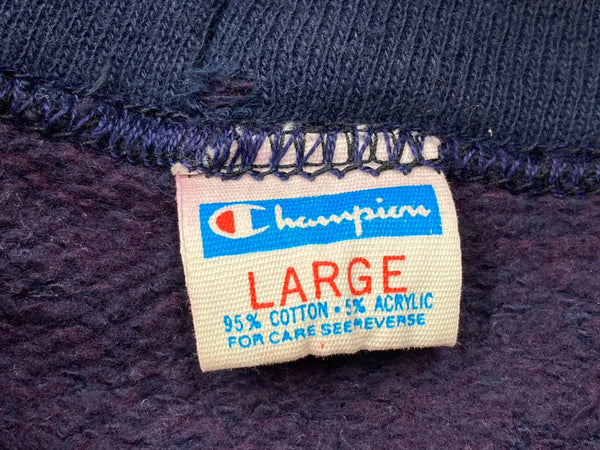 Champion
LARGE
95% COTTON • 5% ACRYLIC
FOR CARE SEE REVERSE